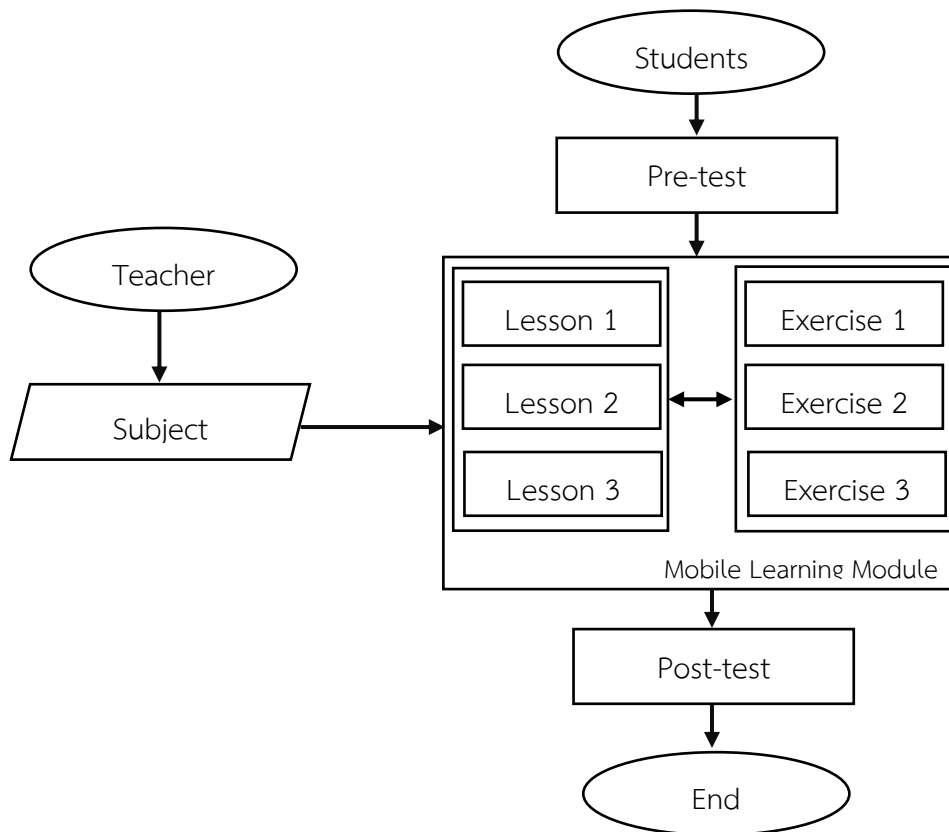 Students
Pre-test
Teacher
Subject
Lesson 1
Exercise 1
Lesson 2
Exercise 2
Lesson 3
Exercise 3
Mobile Learning Module
Post-test
End